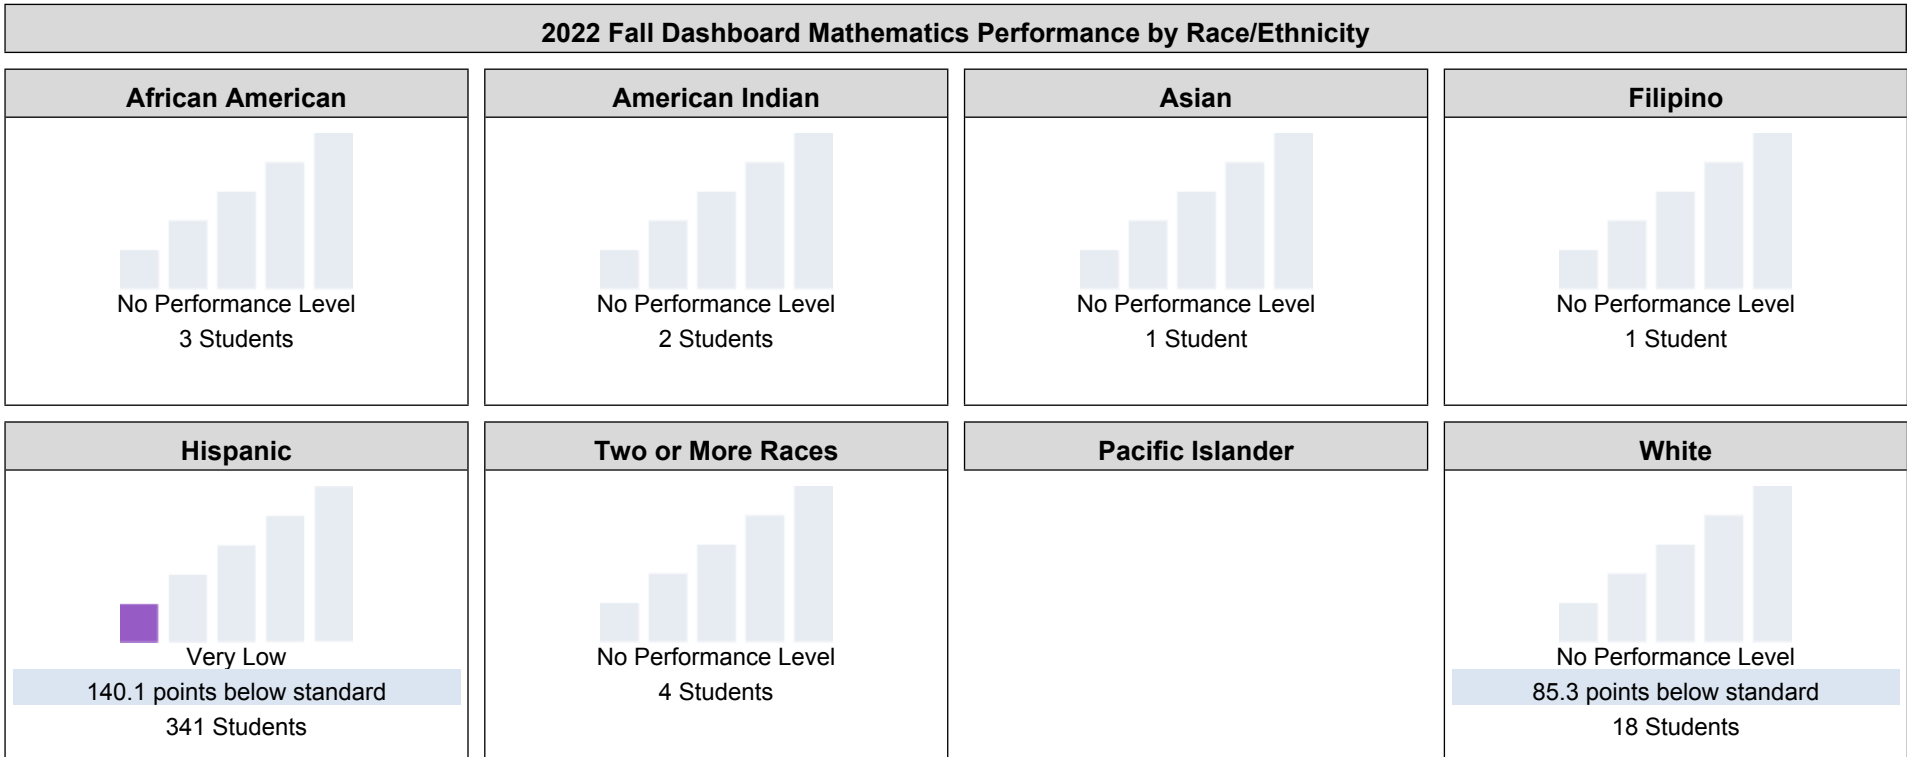 2022 Fall Dashboard Mathematics Performance by Race/Ethnicity
African American
No Performance Level
3 Students
American Indian
No Performance Level
2 Students
Asian
No Performance Level
1 Student
Filipino
No Performance Level
1 Student
Hispanic
Very Low
140.1 points below standard
341 Students
Two or More Races
No Performance Level
4 Students
Pacific Islander
White
No Performance Level
85.3 points below standard
18 Students